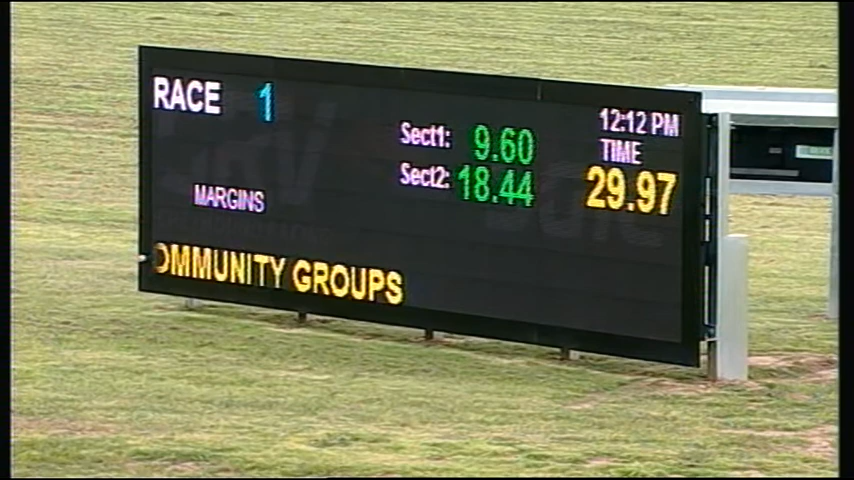 RACE 1
12:12 PM
Sect1: 9.60
TIME
Sect2: 18.44
29.97
MARGINS
OMMUNITY GROUPS